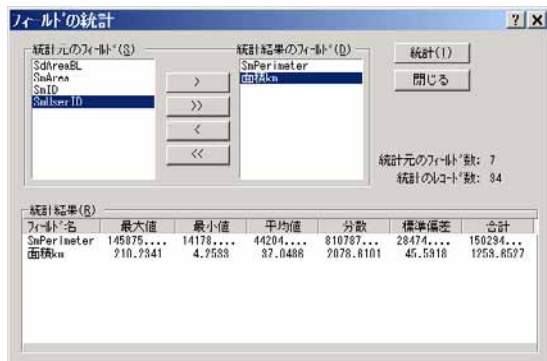 フィールドの統計
統計元のフィールド(S)
SdAreaBL
SmArea
SmID
SmUserID
>
>>
<
<<
統計結果のフィールド(D)
SmPerimeter
面積km
統計(I)
閉じる
統計元のフィールド数: 7
統計のレコード数: 34
統計結果(R)
フィールド名 最大値 最小値 平均値 分散 標準偏差 合計
SmPerimeter 145875.... 14178.... 44204.... 810787... 28474.... 150294...
面積km 210.2341 4.2533 37.0486 2078.6101 45.5918 1259.6527